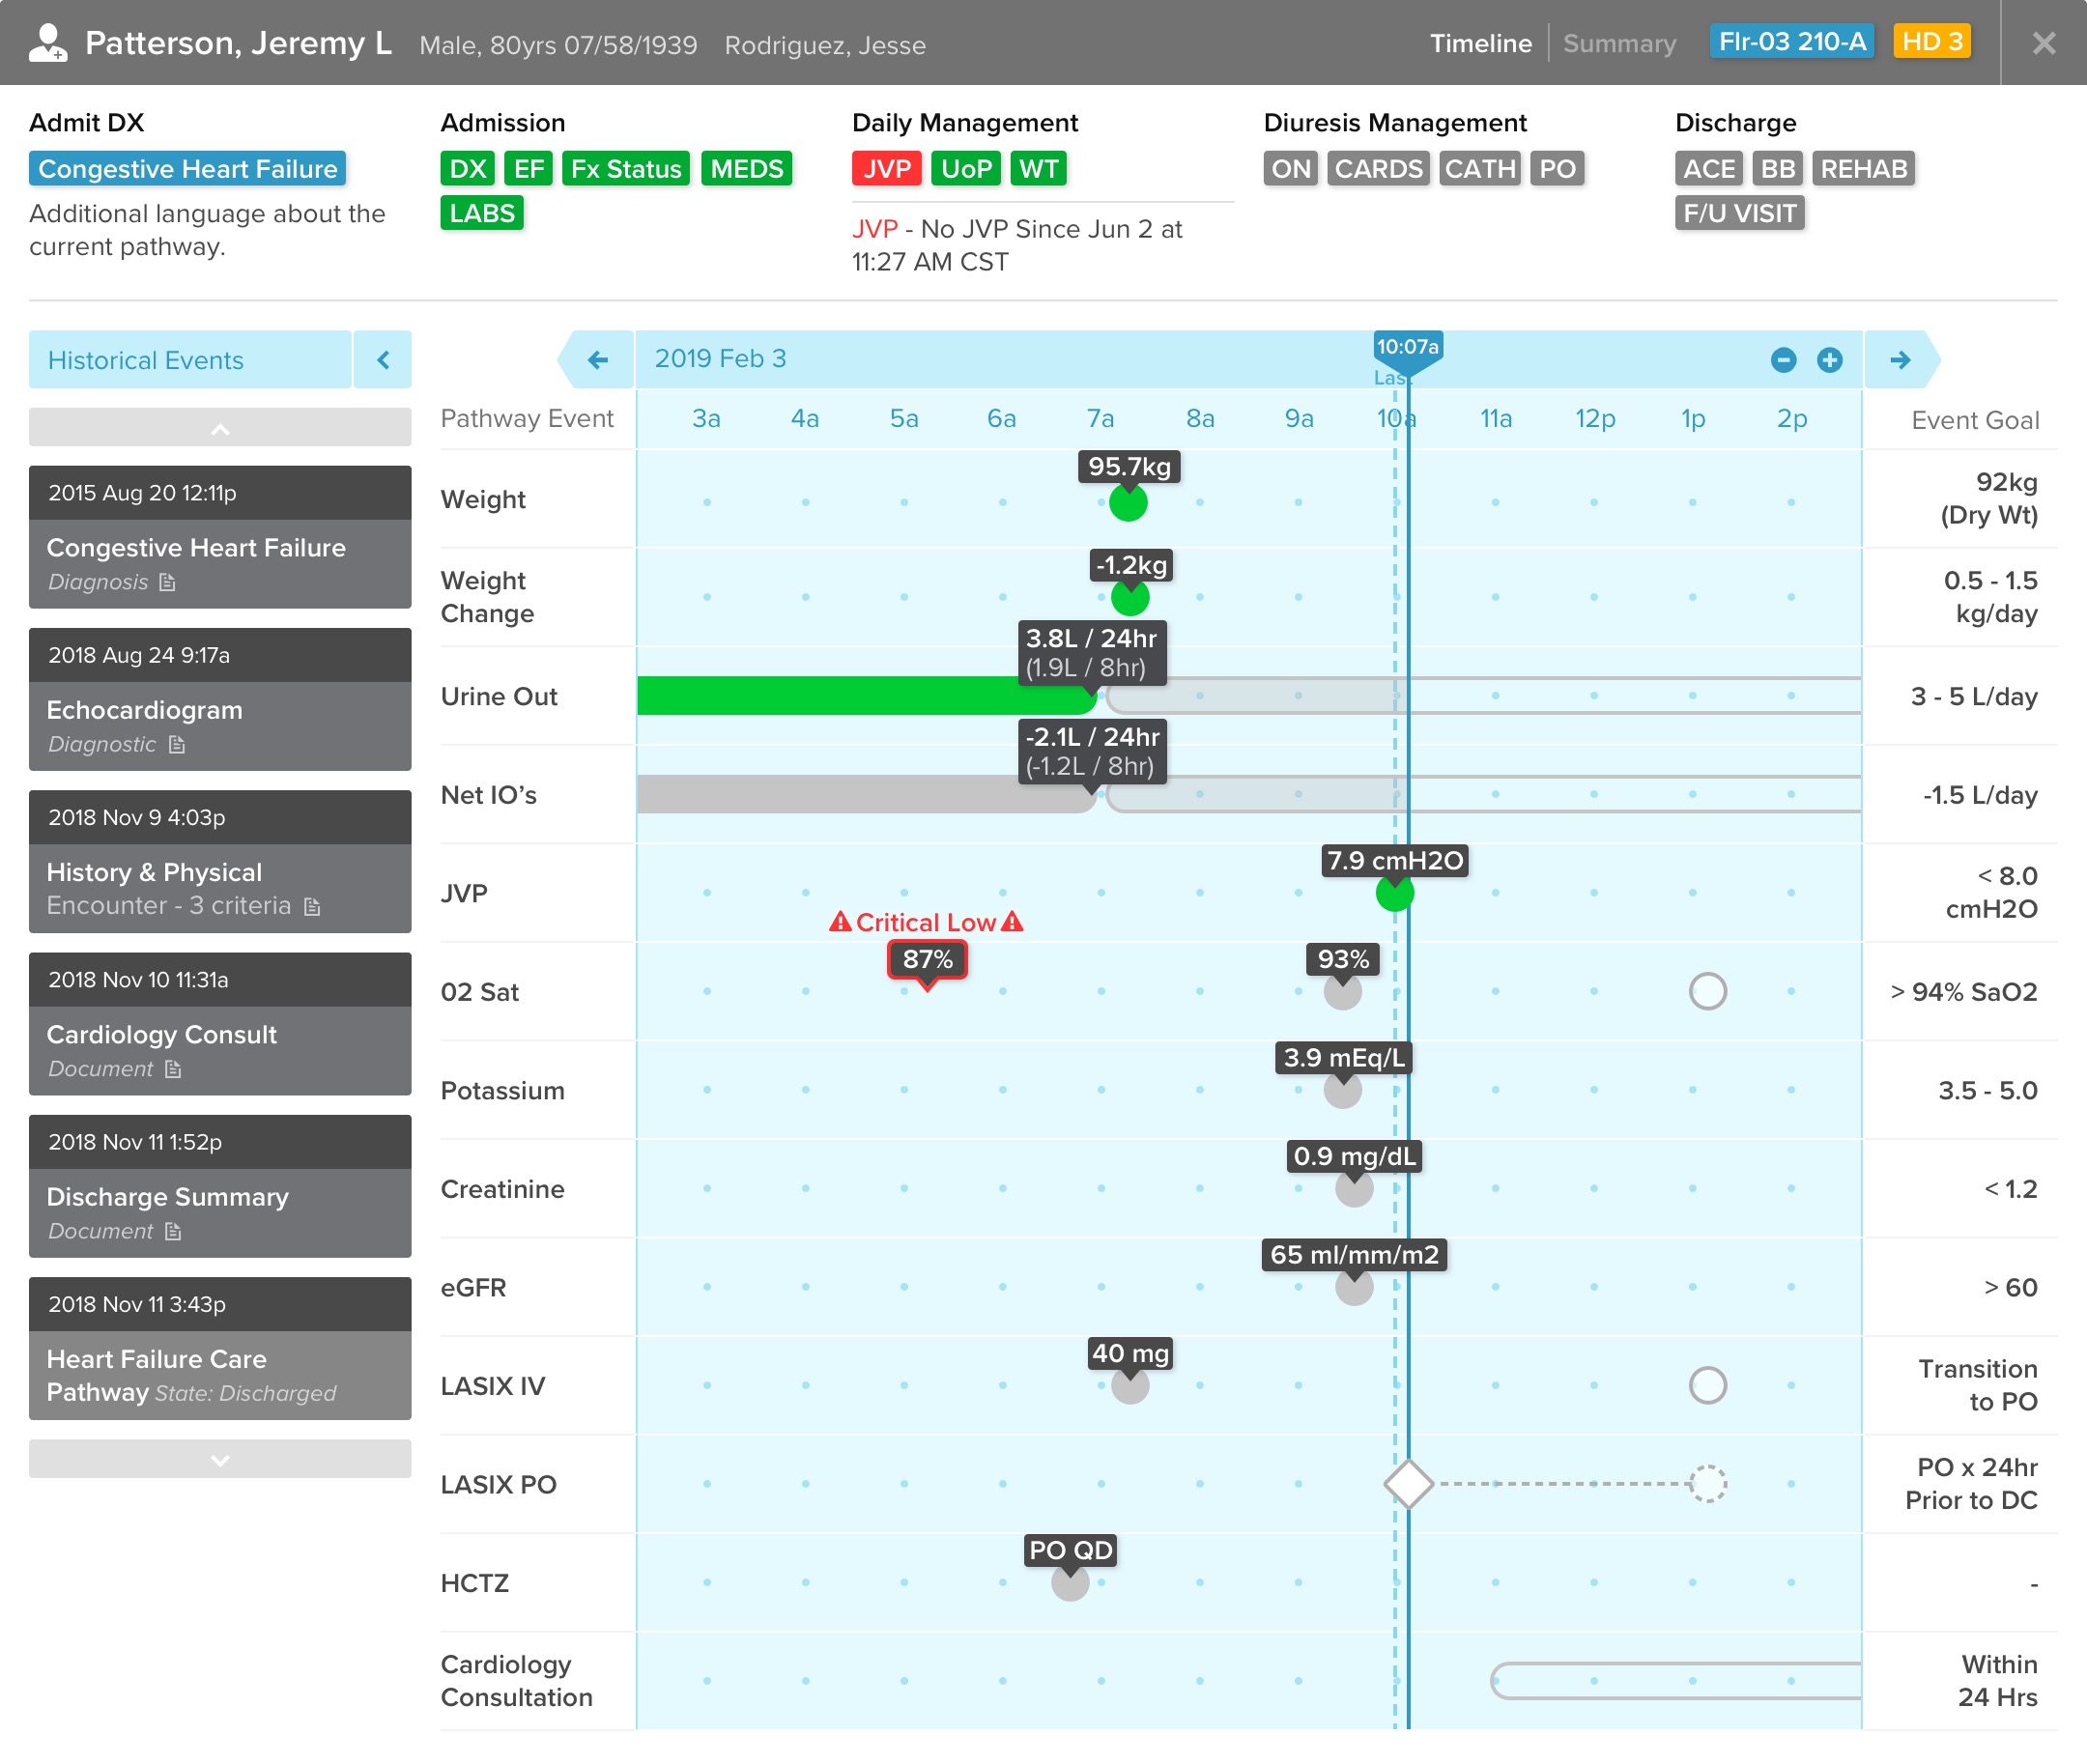 Patterson, Jeremy L Male, 80yrs 07/58/1939 Rodriguez, Jesse Timeline Summary Flr-03 210-A HD 3
Admit DX
Congestive Heart Failure
Additional language about the
current pathway.
Admission
DX EF Fx Status MEDS
LABS
Daily Management
JVP UoP WT
JVP - No JVP Since Jun 2 at
11:27 AM CST
Diuresis Management
ON CARDS CATH PO
Discharge
ACE BB REHAB
F/U VISIT
Historical Events
2015 Aug 20 12:11p
Congestive Heart Failure
Diagnosis
2018 Aug 24 9:17a
Echocardiogram
Diagnostic
2018 Nov 9 4:03p
History & Physical
Encounter - 3 criteria
2018 Nov 10 11:31a
Cardiology Consult
Document
2018 Nov 11 1:52p
Discharge Summary
Document
2018 Nov 11 3:43p
Heart Failure Care
Pathway State: Discharged
2019 Feb 3
10:07a
Las
Pathway Event 3a 4a 5a 6a 7a 8a 9a 10a 11a 12p 1p 2p Event Goal
Weight
95.7kg
92kg
(Dry Wt)
Weight
Change
-1.2kg
0.5 - 1.5
kg/day
Urine Out
3.8L / 24hr
(1.9L / 8hr)
3 - 5 L/day
Net IO’s
-2.1L / 24hr
(-1.2L / 8hr)
-1.5 L/day
JVP
7.9 cmH2O
< 8.0
cmH2O
02 Sat
Critical Low
87%
93%
> 94% SaO2
Potassium
3.9 mEq/L
3.5 - 5.0
Creatinine
0.9 mg/dL
< 1.2
eGFR
65 ml/mm/m2
> 60
LASIX IV
40 mg
Transition
to PO
LASIX PO
PO x 24hr
Prior to DC
HCTZ
PO QD
-
Cardiology
Consultation
Within
24 Hrs